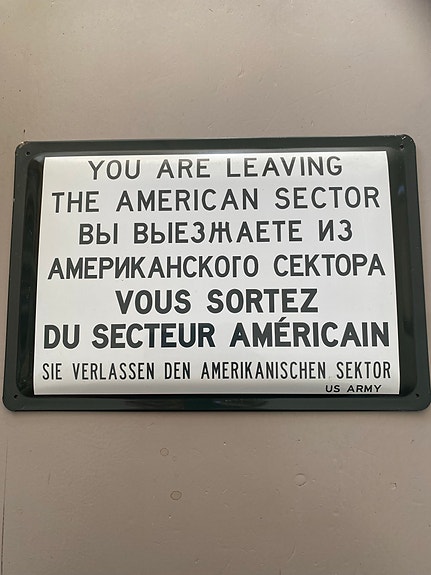 YOU ARE LEAVING
THE AMERICAN SECTOR
ВЫ ВЫЕЗЖАЕТЕ ИЗ
АМЕРИКАНСКОГО СЕКТОРА
VOUS SORTEZ
DU SECTEUR AMÉRICAIN
SIE VERLASSEN DEN AMERIKANISCHEN SEKTOR
US ARMY